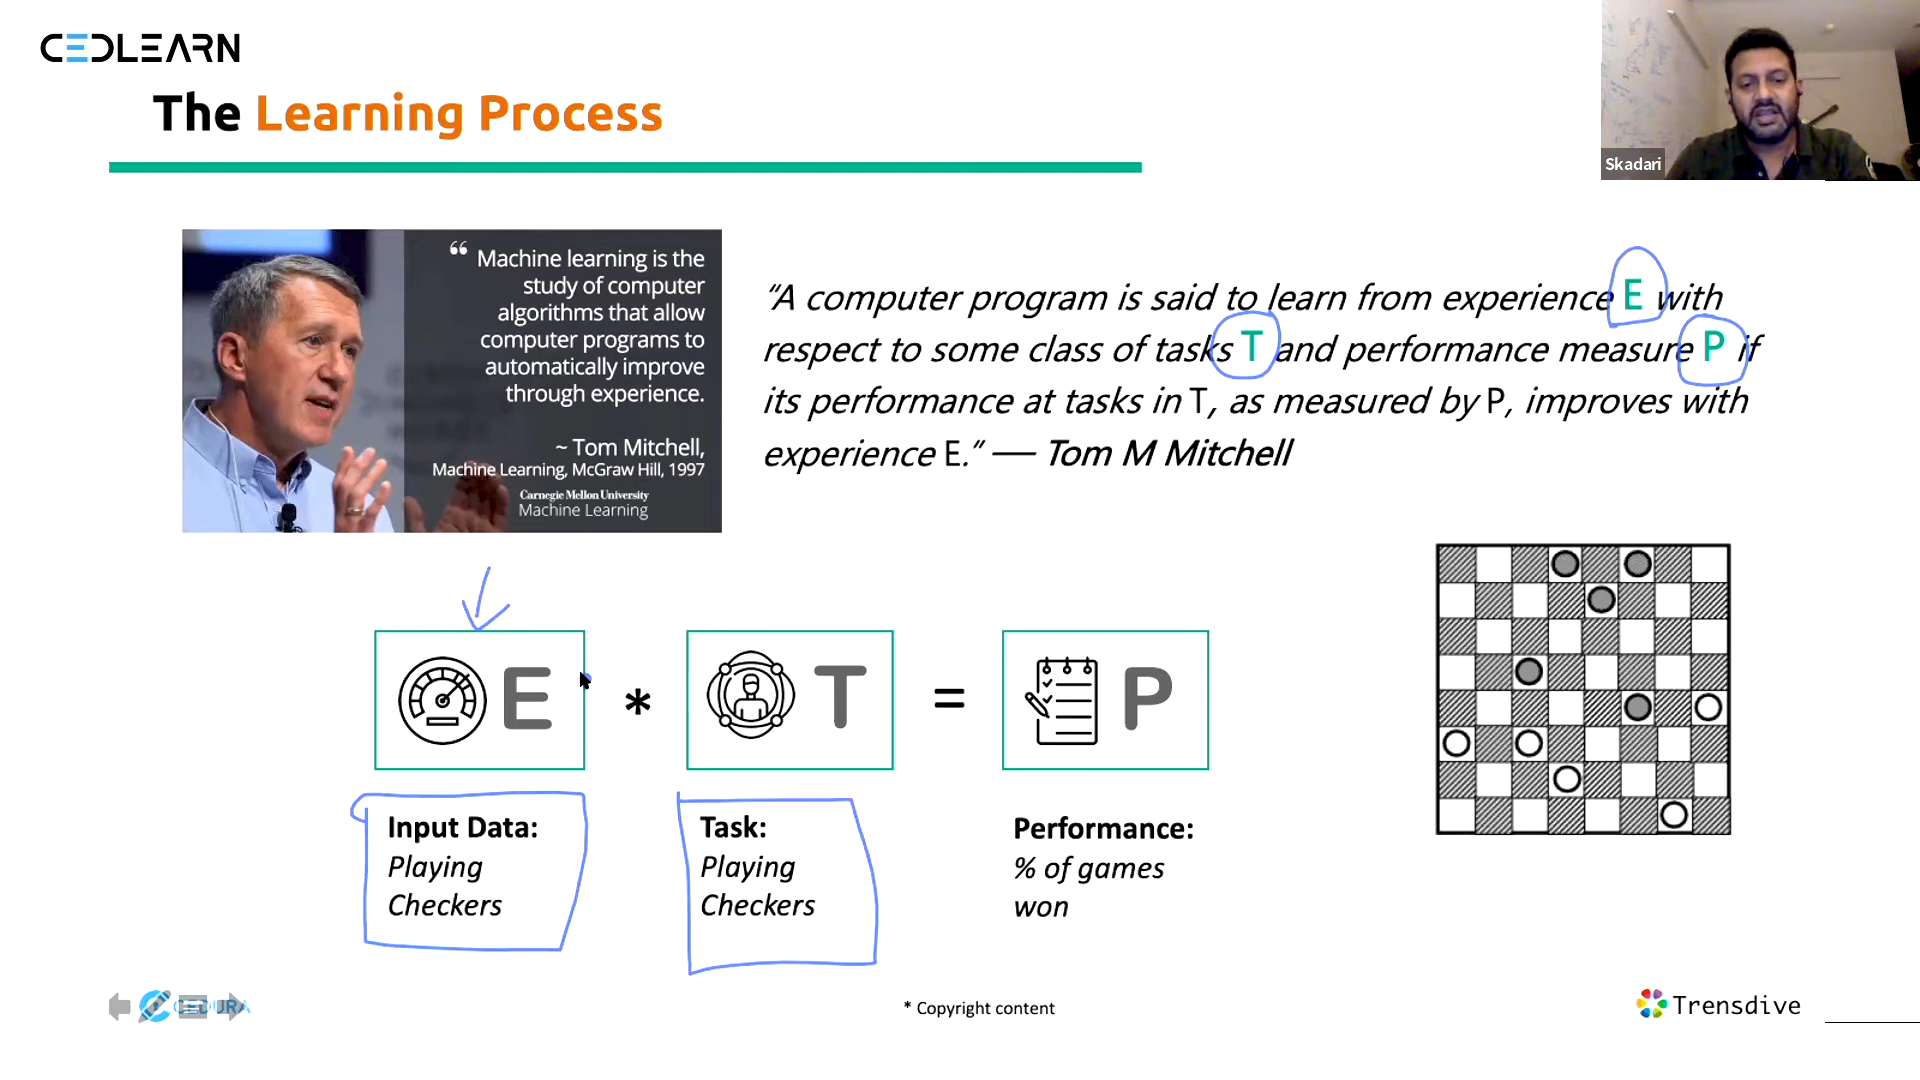 CEDLEARN
The Learning Process
Skadari
“ Machine learning is the
study of computer
algorithms that allow
computer programs to
automatically improve
through experience.
~ Tom Mitchell,
Machine Learning, McGraw Hill, 1997
Carnegie Mellon University
Machine Learning
“A computer program is said to learn from experience E with
respect to some class of tasks T and performance measure P if
its performance at tasks in T, as measured by P, improves with
experience E.” — Tom M Mitchell
E * T = P
Input Data:
Playing
Checkers
Task:
Playing
Checkers
Performance:
% of games
won
CEDURA
* Copyright content
Trensdive